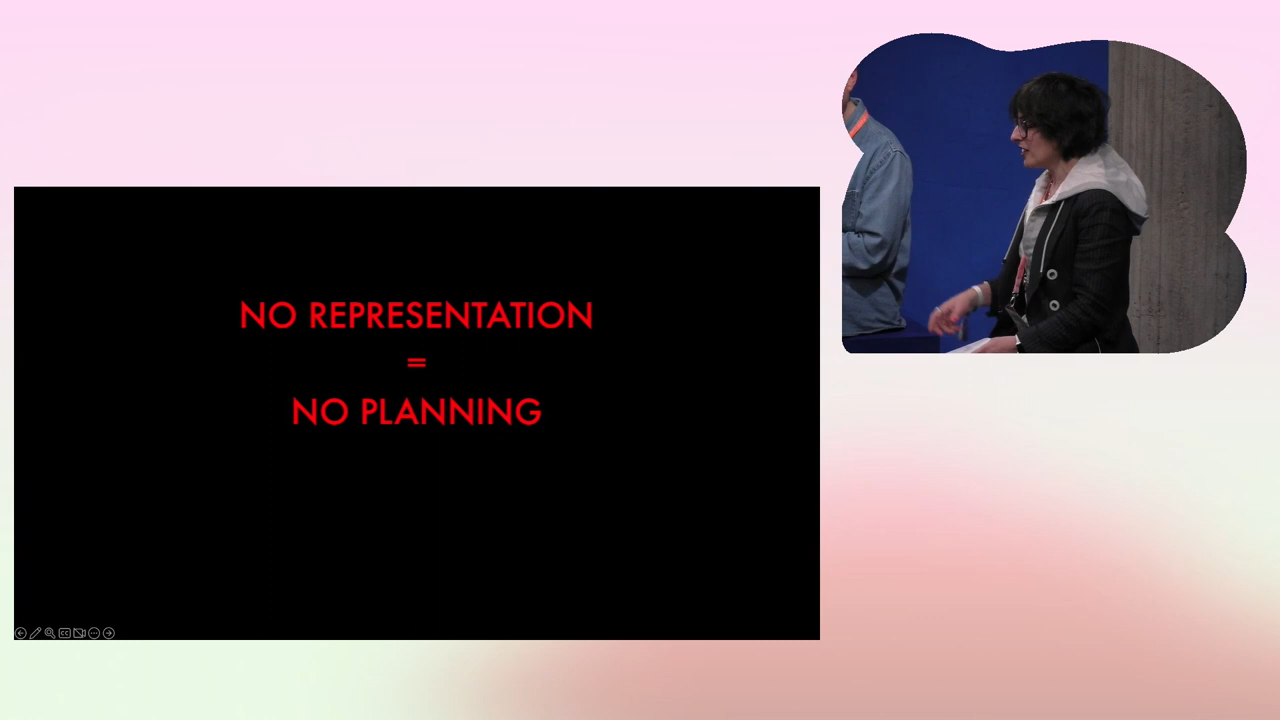 NO REPRESENTATION
=
NO PLANNING